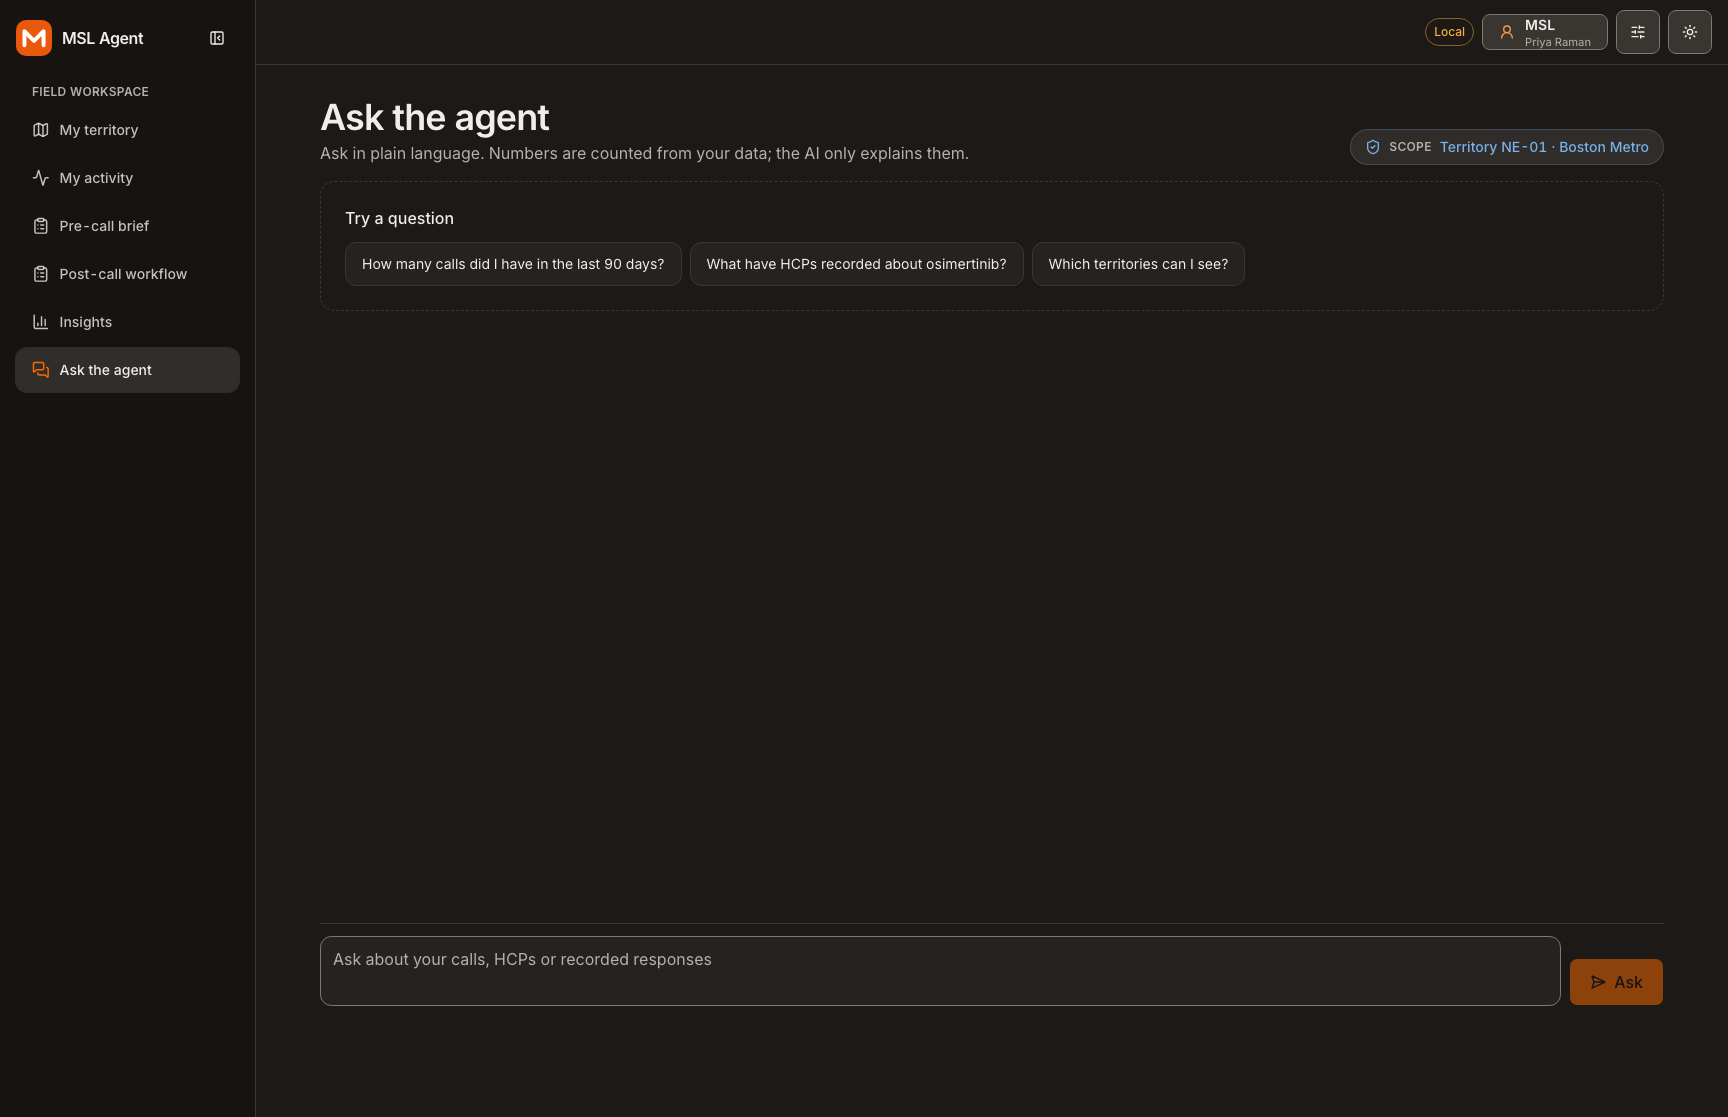 MSL Agent
FIELD WORKSPACE
My territory
My activity
Pre-call brief
Post-call workflow
Insights
Ask the agent
Local
MSL
Priya Raman
Ask the agent
Ask in plain language. Numbers are counted from your data; the AI only explains them.
SCOPE Territory NE-01 · Boston Metro
Try a question
How many calls did I have in the last 90 days?
What have HCPs recorded about osimertinib?
Which territories can I see?
Ask about your calls, HCPs or recorded responses
Ask